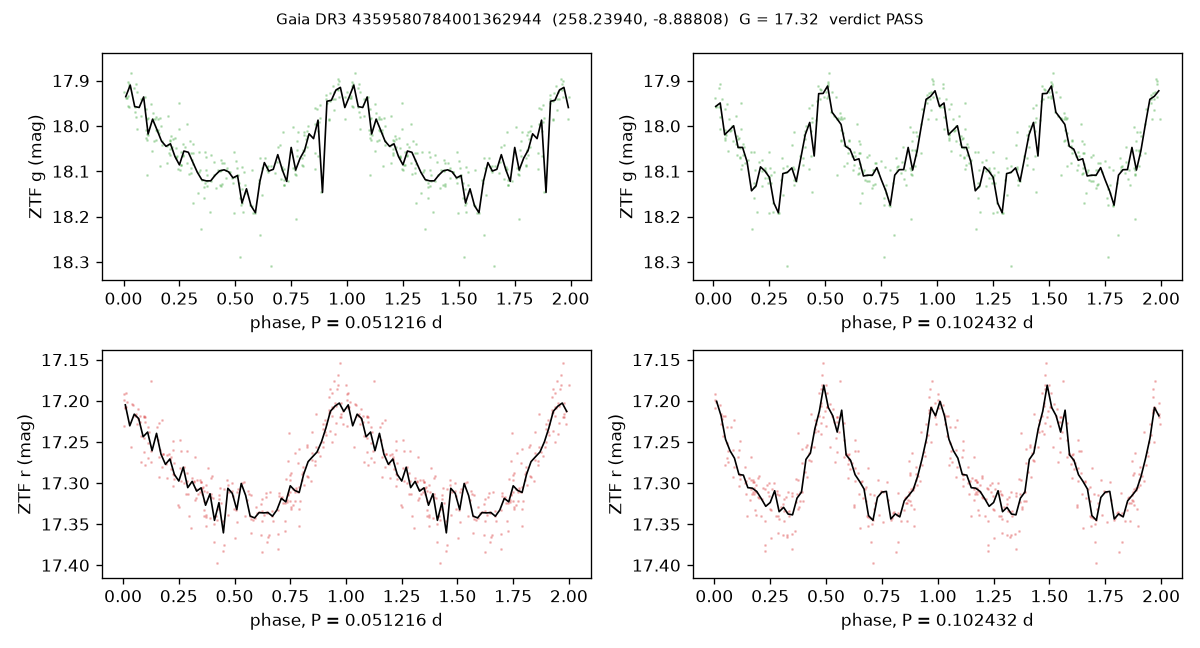 Gaia DR3 4359580784001362944 (258.23940, -8.88808) G = 17.32 verdict PASS
ZTF g (mag)
17.9
18.0
18.1
18.2
18.3
0.00 0.25 0.50 0.75 1.00 1.25 1.50 1.75 2.00
phase, P = 0.051216 d
ZTF g (mag)
17.9
18.0
18.1
18.2
18.3
0.00 0.25 0.50 0.75 1.00 1.25 1.50 1.75 2.00
phase, P = 0.102432 d
ZTF r (mag)
17.15
17.20
17.25
17.30
17.35
17.40
0.00 0.25 0.50 0.75 1.00 1.25 1.50 1.75 2.00
phase, P = 0.051216 d
ZTF r (mag)
17.15
17.20
17.25
17.30
17.35
17.40
0.00 0.25 0.50 0.75 1.00 1.25 1.50 1.75 2.00
phase, P = 0.102432 d